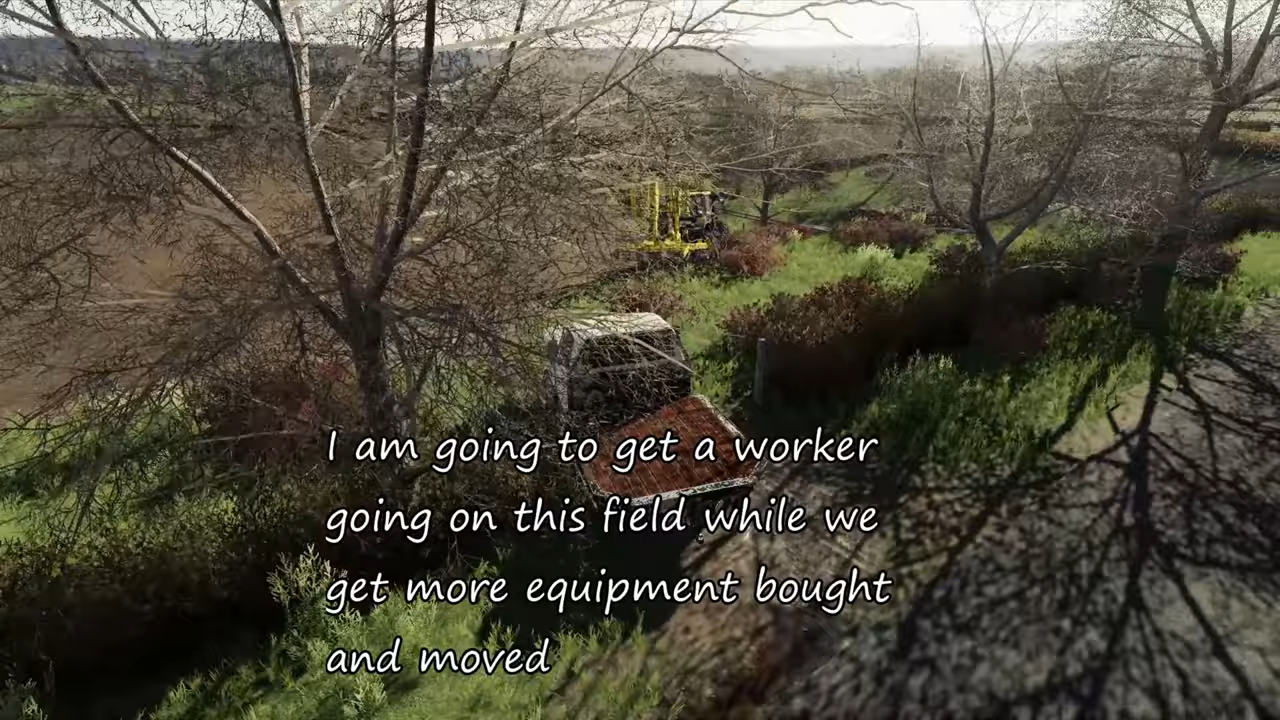 I am going to get a worker
going on this field while we
get more equipment bought
and moved